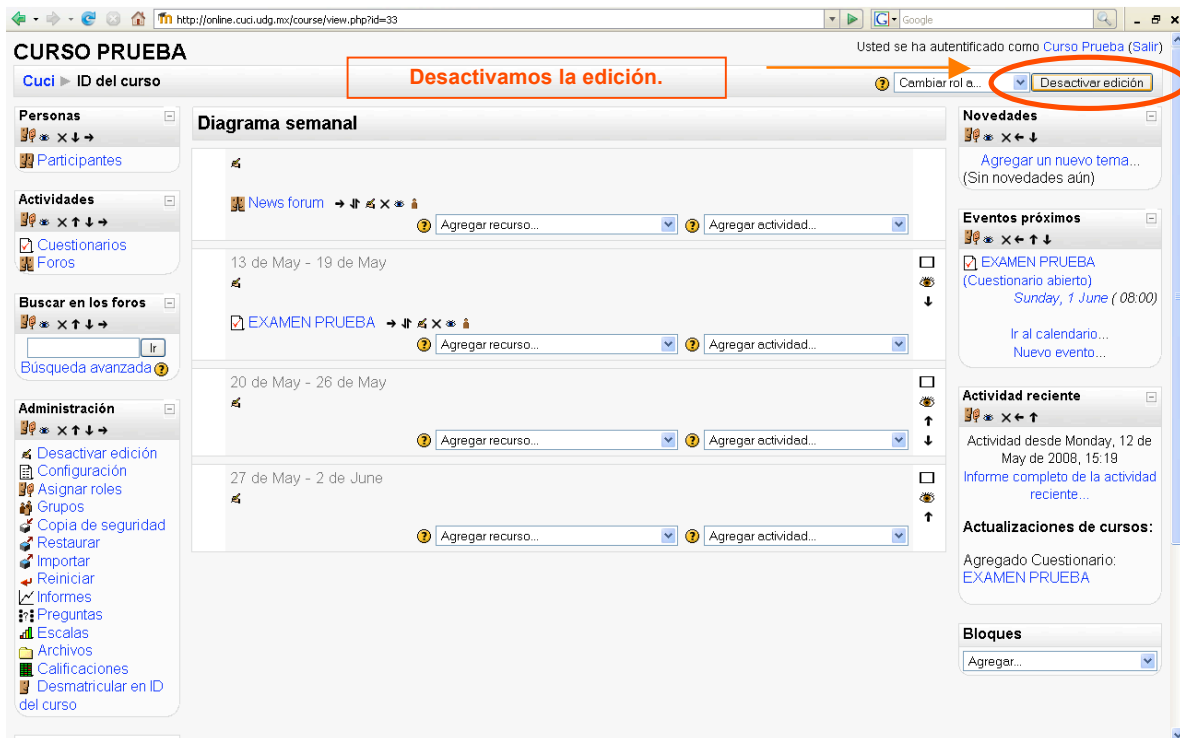 http://online.cuci.udg.mx/course/view.php?id=33
Google
CURSO PRUEBA
Usted se ha autentificado como Curso Prueba (Salir)
Cuci ► ID del curso
Desactivamos la edición.
Cambiar rol a...
Desactivar edición
Personas
Participantes
Actividades
Cuestionarios
Foros
Buscar en los foros
Ir
Búsqueda avanzada
Administración
Desactivar edición
Configuración
Asignar roles
Grupos
Copia de seguridad
Restaurar
Importar
Reiniciar
Informes
Preguntas
Escalas
Archivos
Calificaciones
Desmatricular en ID
del curso
Diagrama semanal
News forum
Agregar recurso... Agregar actividad...
13 de May - 19 de May
EXAMEN PRUEBA
Agregar recurso... Agregar actividad...
20 de May - 26 de May
Agregar recurso... Agregar actividad...
27 de May - 2 de June
Agregar recurso... Agregar actividad...
Novedades
Agregar un nuevo tema...
(Sin novedades aún)
Eventos próximos
EXAMEN PRUEBA
(Cuestionario abierto)
Sunday, 1 June ( 08:00)
Ir al calendario...
Nuevo evento...
Actividad reciente
Actividad desde Monday, 12 de
May de 2008, 15:19
Informe completo de la actividad
reciente...
Actualizaciones de cursos:
Agregado Cuestionario:
EXAMEN PRUEBA
Bloques
Agregar...